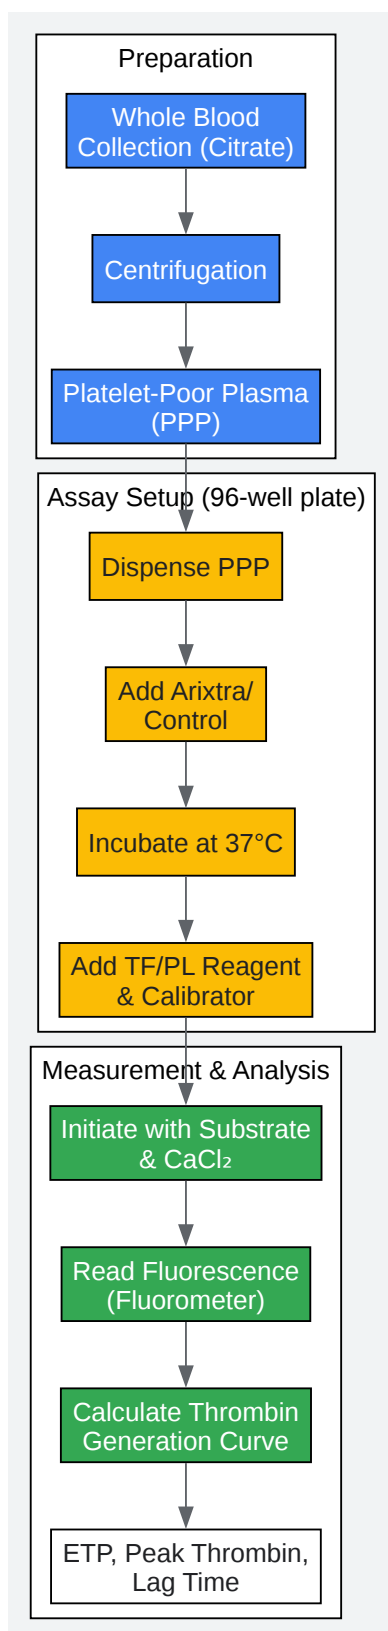 Preparation
Whole Blood
Collection (Citrate)
Centrifugation
Platelet-Poor Plasma
(PPP)
Assay Setup (96-well plate)
Dispense PPP
Add Arixtra/
Control
Incubate at 37°C
Add TF/PL Reagent
& Calibrator
Measurement & Analysis
Initiate with Substrate
& CaCl₂
Read Fluorescence
(Fluorometer)
Calculate Thrombin
Generation Curve
ETP, Peak Thrombin,
Lag Time